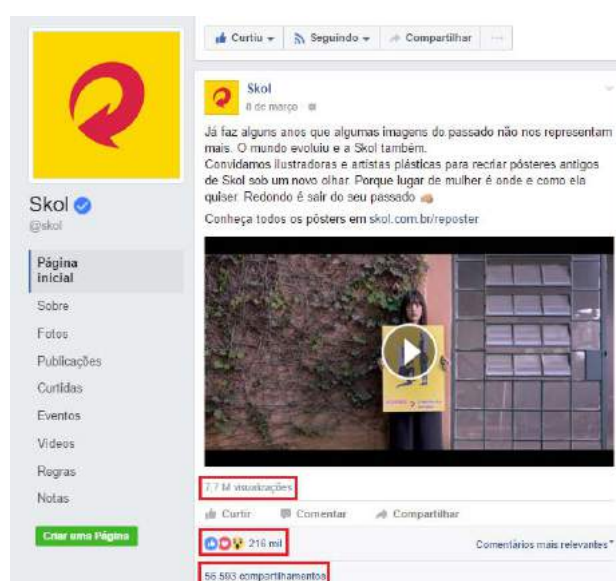 Curtiu
Seguindo
Compartilhar
Skol
8 de março
Já faz alguns anos que algumas imagens do passado não nos representam
mais. O mundo evoluiu e a Skol também.
Convidamos ilustradoras e artistas plásticas para recriar pôsteres antigos
de Skol sob um novo olhar. Porque lugar de mulher é onde e como ela
quiser. Redondo é sair do seu passado
Conheça todos os pôsters em skol.com.br/reposter
Skol
@skol
Página
inicial
Sobre
Fotos
Publicações
Curtidas
Eventos
Vídeos
Regras
Notas
Criar uma Página
7,7 M visualizações
Curtir
Comentar
Compartilhar
216 mil
Comentários mais relevantes
56 593 compartilhamentos